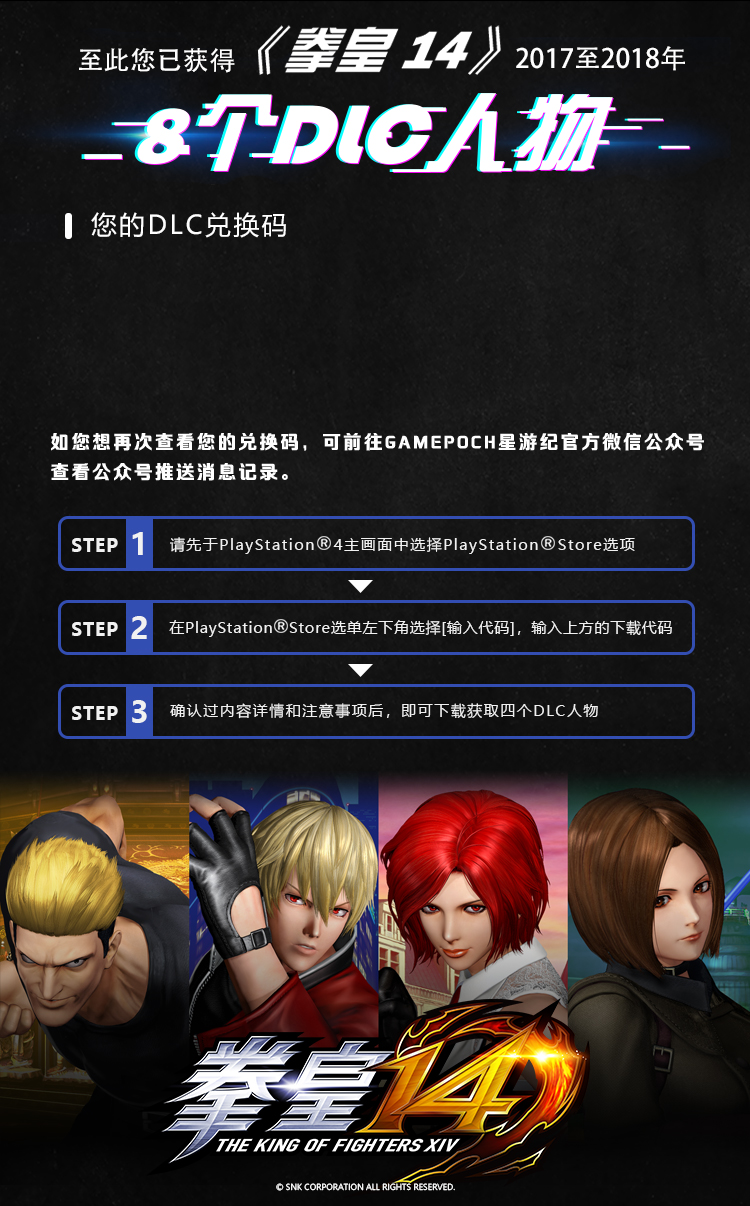 至此您已获得《拳皇 14》2017至2018年
8个DLC人物
您的DLC兑换码
如您想再次查看您的兑换码，可前往GAMEPOCH星游纪官方微信公众号
查看公众号推送消息记录。
STEP 1 请先于PlayStation®4主画面中选择PlayStation®Store选项
STEP 2 在PlayStation®Store选单左下角选择[输入代码]，输入上方的下载代码
STEP 3 确认过内容详情和注意事项后，即可下载获取四个DLC人物
拳皇14
THE KING OF FIGHTERS XIV
© SNK CORPORATION ALL RIGHTS RESERVED.